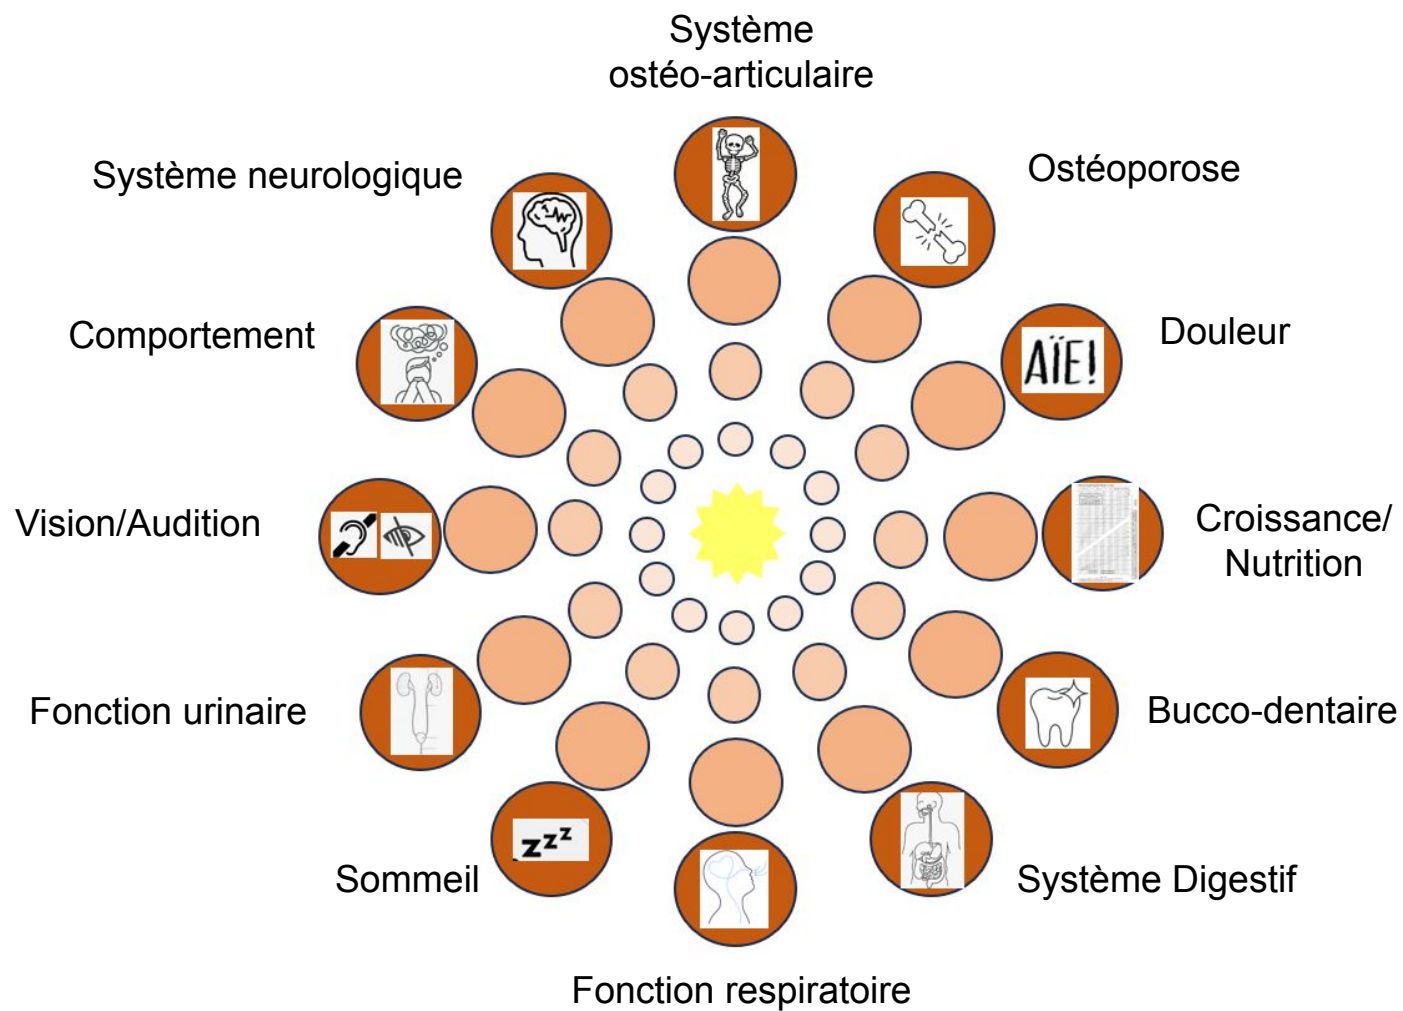 Système
ostéo-articulaire
Système neurologique
Ostéoporose
Comportement
Douleur
AÏE!
Vision/Audition
Croissance/
Nutrition
Fonction urinaire
Bucco-dentaire
zzz
Sommeil
Système Digestif
Fonction respiratoire